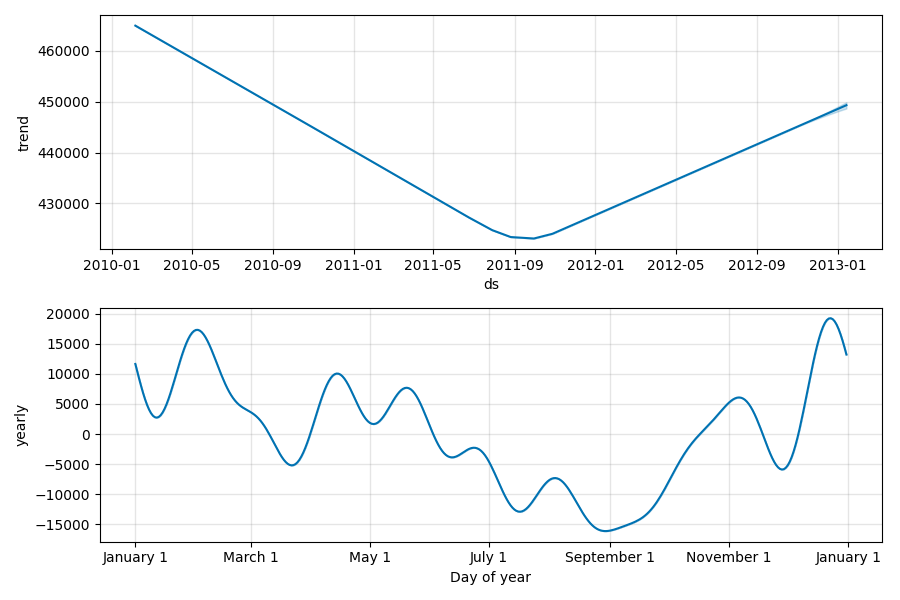 460000
450000
440000
430000
trend
2010-01 2010-05 2010-09 2011-01 2011-05 2011-09 2012-01 2012-05 2012-09 2013-01
ds
20000
15000
10000
5000
0
−5000
−10000
−15000
yearly
January 1 March 1 May 1 July 1 September 1 November 1 January 1
Day of year